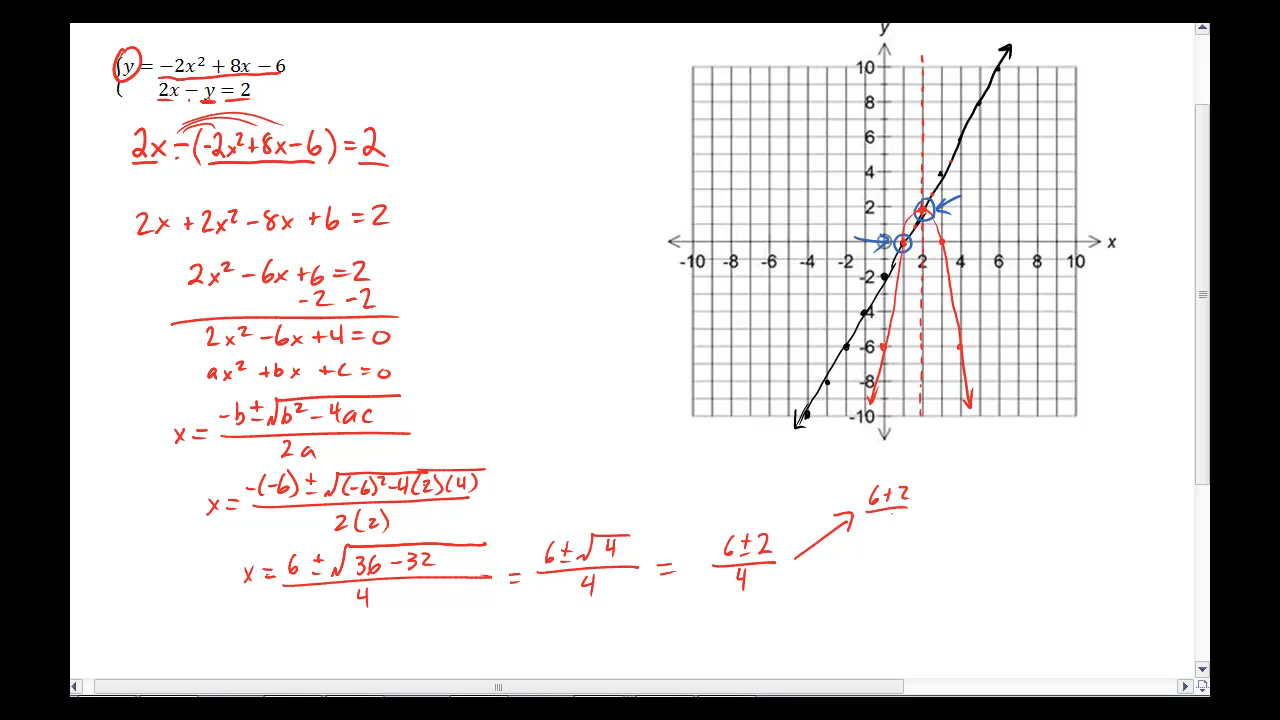 y = −2x² + 8x − 6
2x − y = 2
2x − (-2x²+8x−6) = 2
2x + 2x² − 8x + 6 = 2
2x² − 6x + 6 = 2
−2 −2
2x² − 6x + 4 = 0
ax² + bx + c = 0
x = -b ± √b² − 4ac
2a
x = -(-6) ± √(-6)² − 4(2)(4)
2(2)
x = 6 ± √36 − 32
4
= 6 ± √4
4
= 6 ± 2
4
6 + 2
y
10
8
6
4
2
-10 -8 -6 -4 -2 2 4 6 8 10 x
-2
-4
-6
-8
-10